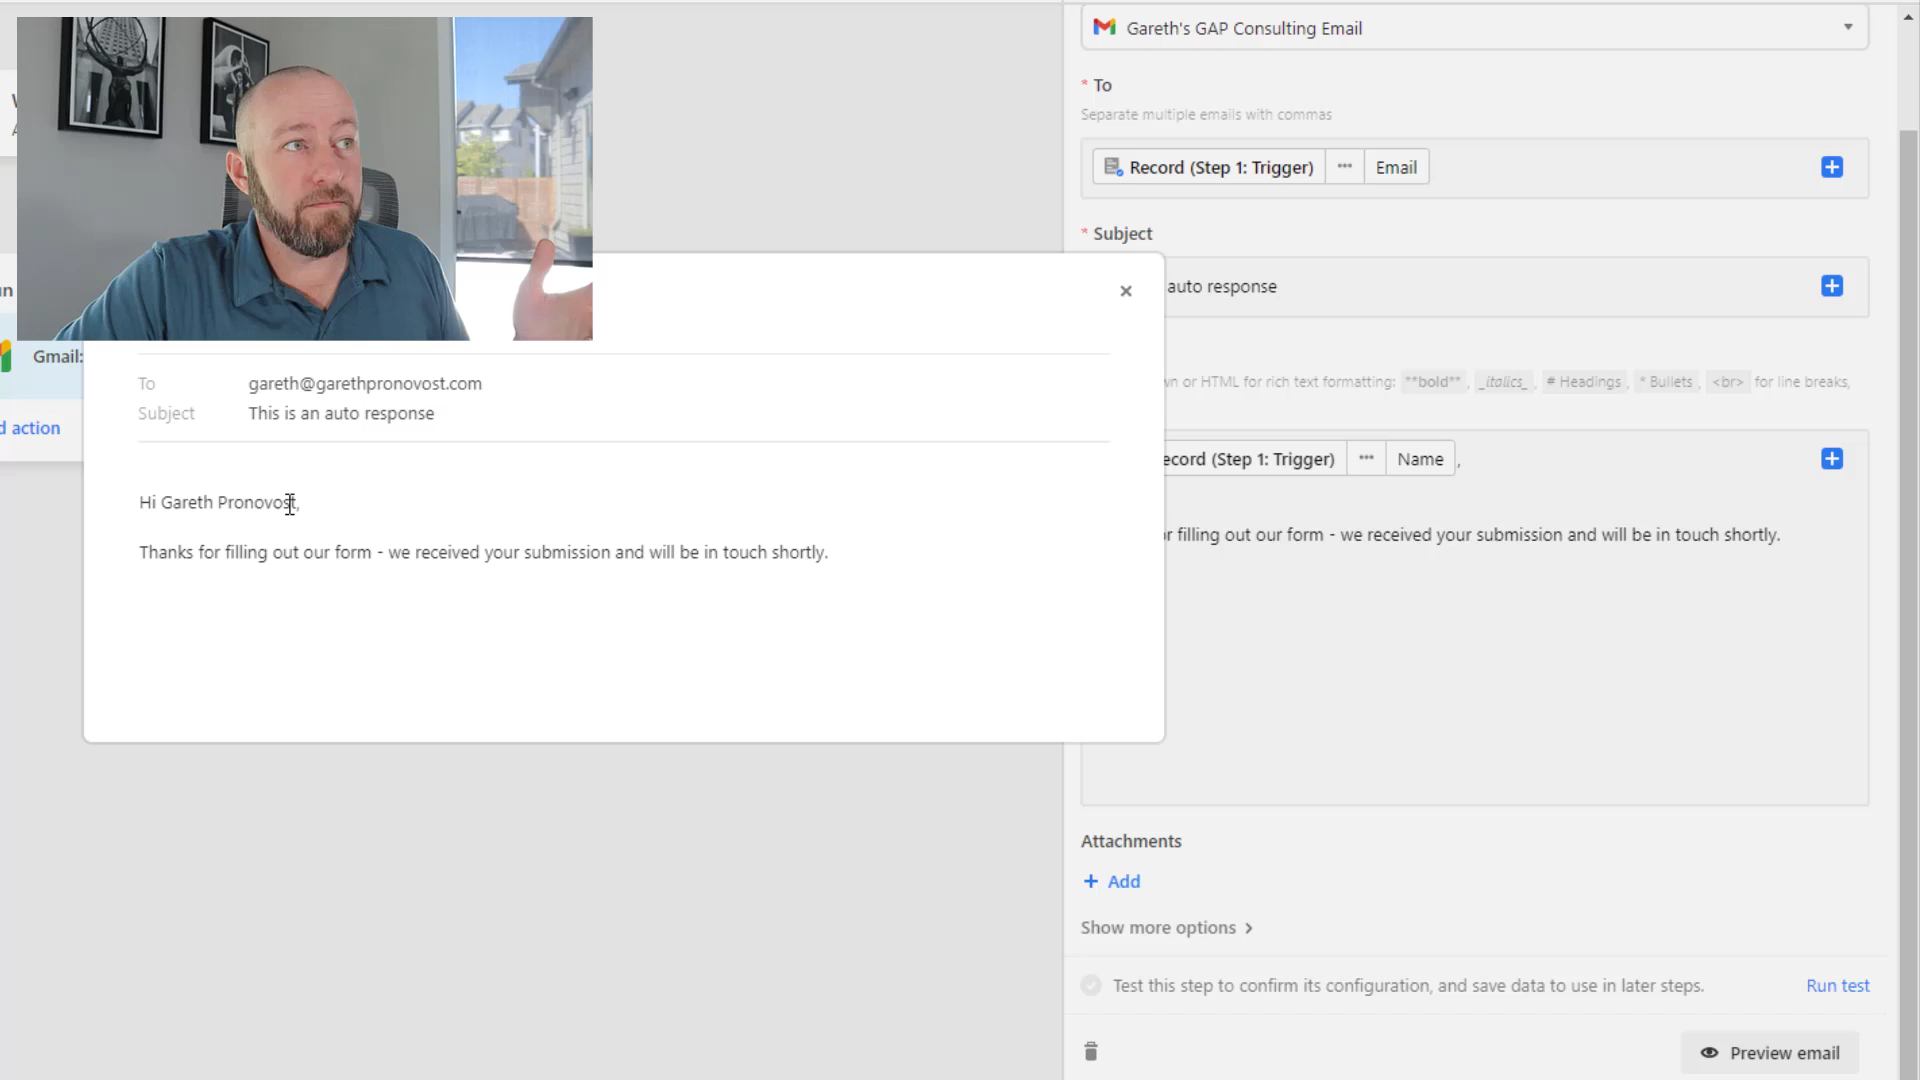 Gareth's GAP Consulting Email
* To
Separate multiple emails with commas
Record (Step 1: Trigger) ··· Email
* Subject
auto response
Gmail:
d action
To gareth@garethpronovost.com
Subject This is an auto response
Hi Gareth Pronovost,
Thanks for filling out our form - we received your submission and will be in touch shortly.
or HTML for rich text formatting: **bold**, _italics_, # Headings, * Bullets, <br> for line breaks,
ecord (Step 1: Trigger) ··· Name,
r filling out our form - we received your submission and will be in touch shortly.
Attachments
+ Add
Show more options >
Test this step to confirm its configuration, and save data to use in later steps.
Run test
Preview email